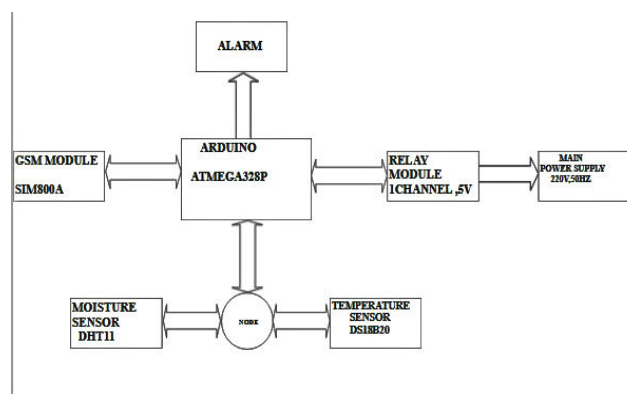 ALARM
ARDUINO
ATMEGA328P
GSM MODULE
SIM800A
RELAY
MODULE
1CHANNEL ,5V
MAIN
POWER SUPPLY
220V,50HZ
MOISTURE
SENSOR
DHT11
NODE
TEMPERATURE
SENSOR
DS18B20